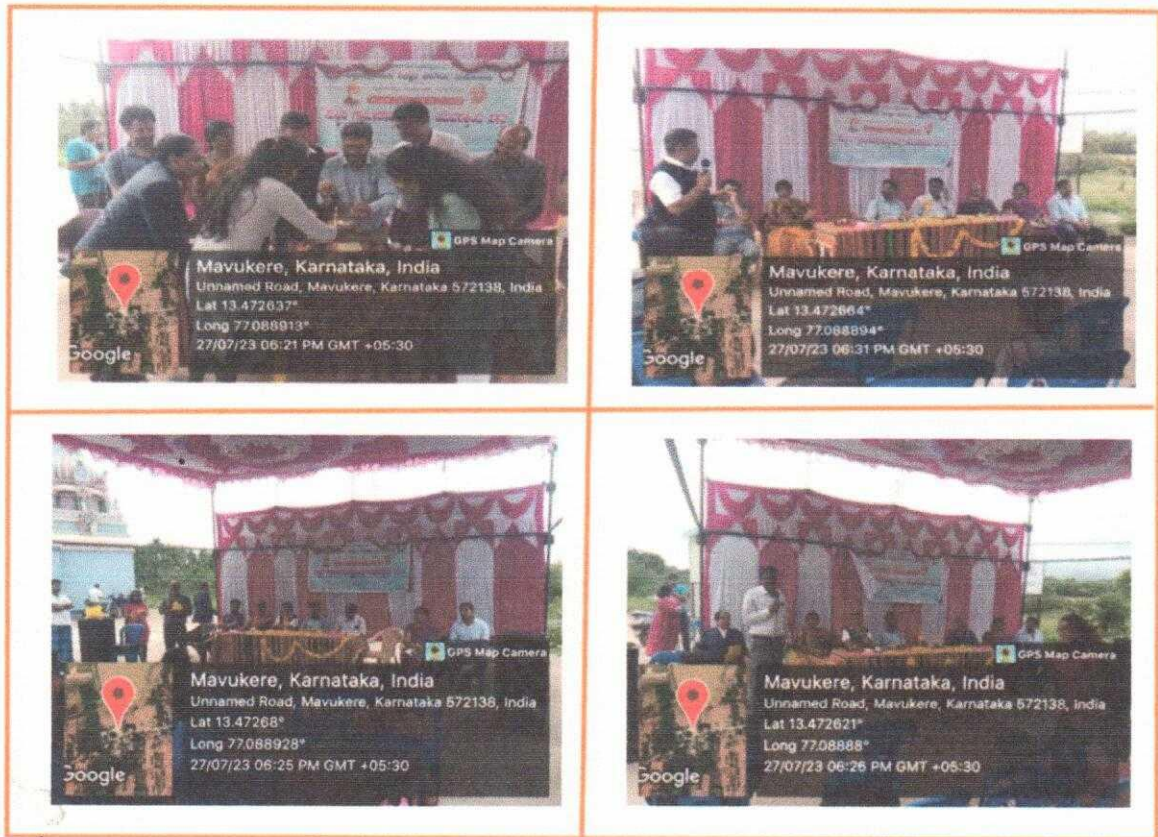 GPS Map Camera
Mavukere, Karnataka, India
Unnamed Road, Mavukere, Karnataka 572138, India
Lat 13.472637°
Long 77.088913°
27/07/23 06:21 PM GMT +05:30
Google
GPS Map Camera
Mavukere, Karnataka, India
Unnamed Road, Mavukere, Karnataka 572138, India
Lat 13.472664°
Long 77.088894°
27/07/23 06:31 PM GMT +05:30
Google
GPS Map Camera
Mavukere, Karnataka, India
Unnamed Road, Mavukere, Karnataka 572138, India
Lat 13.47268°
Long 77.088928°
27/07/23 06:25 PM GMT +05:30
Google
GPS Map Camera
Mavukere, Karnataka, India
Unnamed Road, Mavukere, Karnataka 572138, India
Lat 13.472621°
Long 77.08888°
27/07/23 06:26 PM GMT +05:30
Google